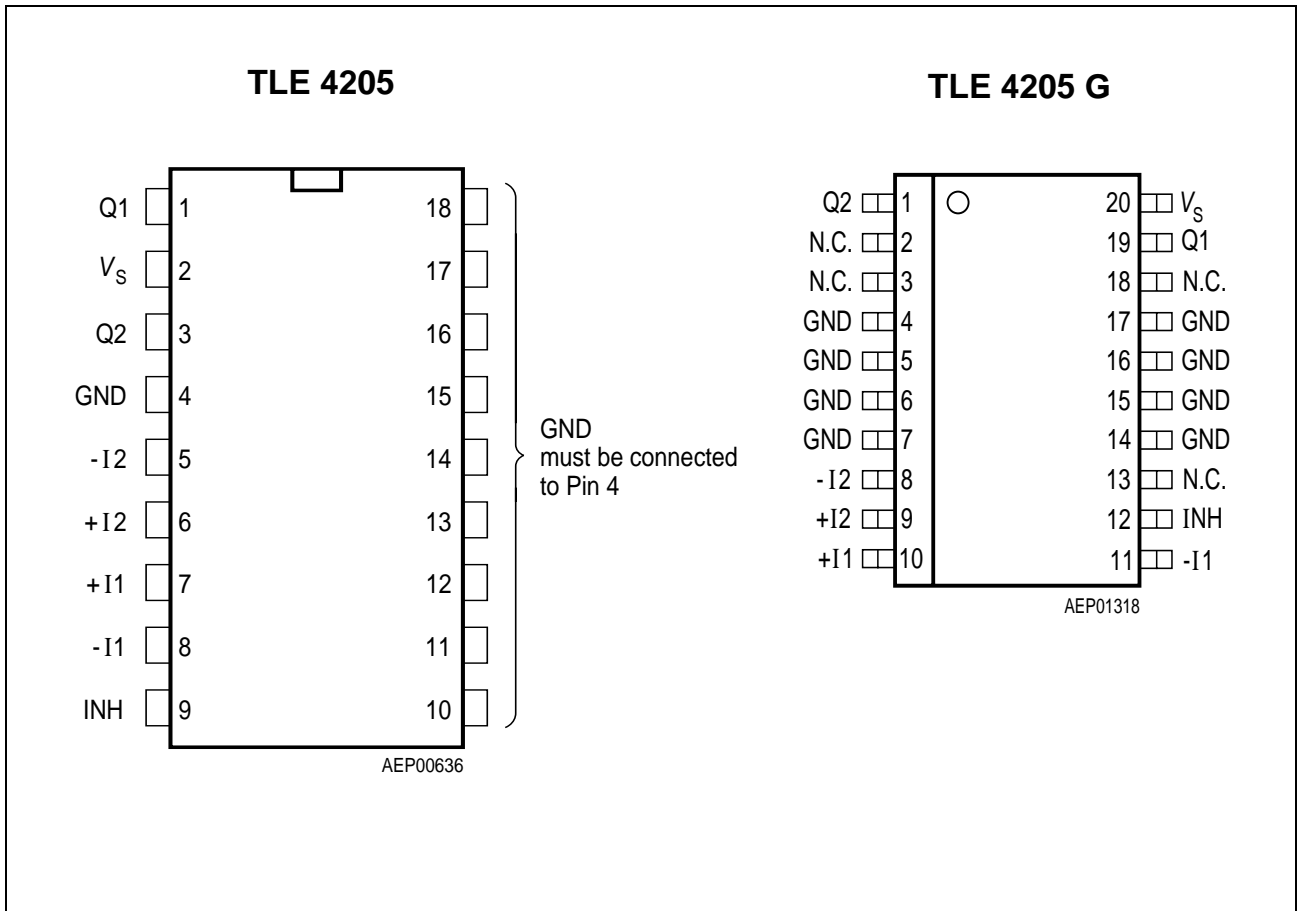 TLE 4205
Q1 1 18
VS 2 17
Q2 3 16
GND 4 15
-I2 5 14
+I2 6 13
+I1 7 12
-I1 8 11
INH 9 10
GND
must be connected
to Pin 4
AEP00636
TLE 4205 G
Q2 1 20 VS
N.C. 2 19 Q1
N.C. 3 18 N.C.
GND 4 17 GND
GND 5 16 GND
GND 6 15 GND
GND 7 14 GND
-I2 8 13 N.C.
+I2 9 12 INH
+I1 10 11 -I1
AEP01318